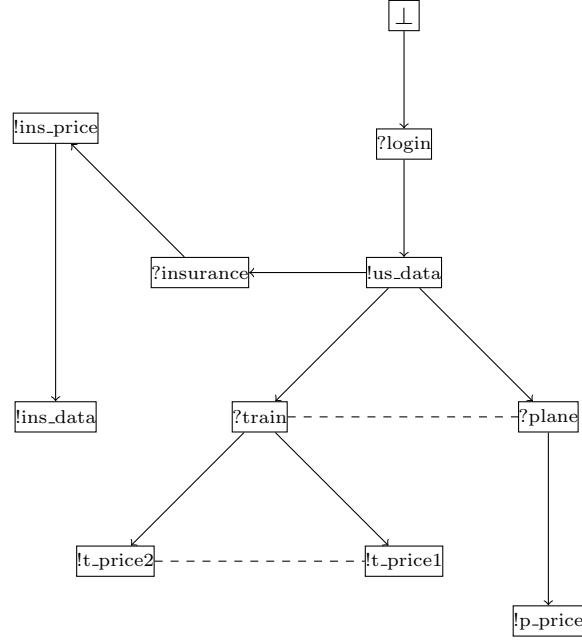 ⊥
!ins_price
?login
?insurance
!us_data
!ins_data
?train
?plane
!t_price2
!t_price1
!p_price